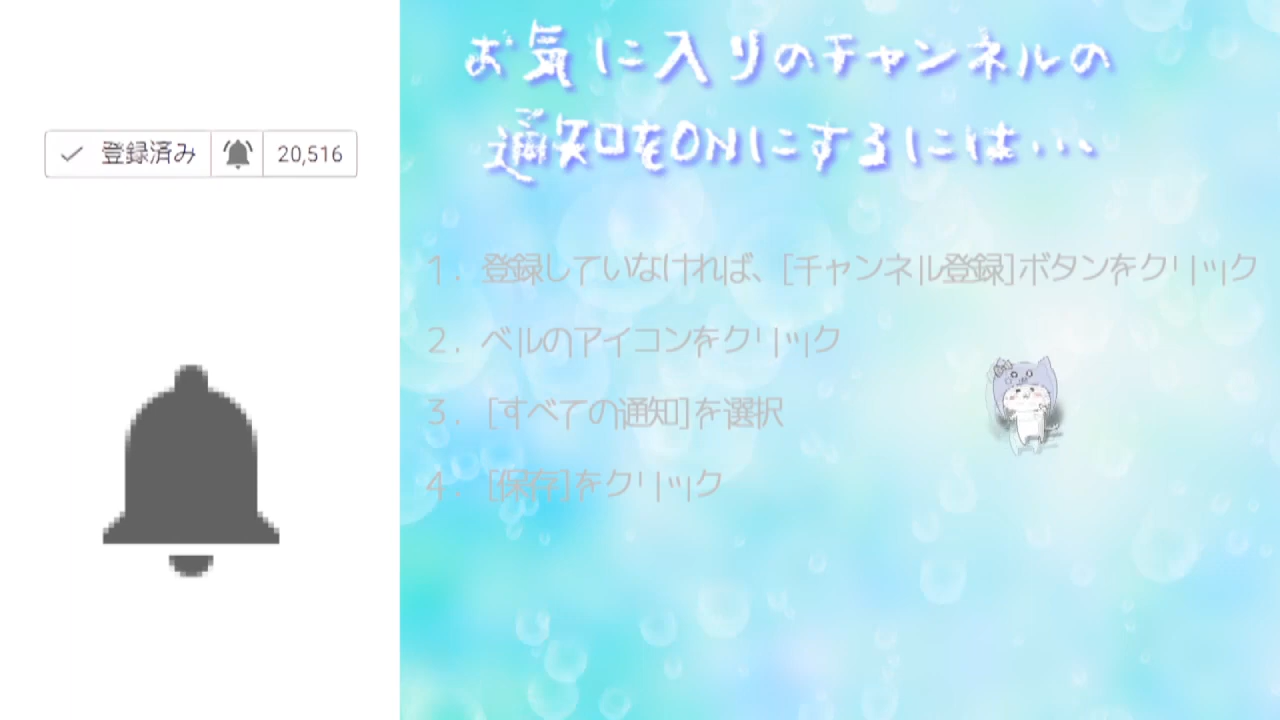 登録済み 20,516
お気に入りのチャンネルの
通知をONにするには・・・
1. 登録していなければ、[チャンネル登録]ボタンをクリック
2. ベルのアイコンをクリック
3. [すべての通知]を選択
4. [保存]をクリック